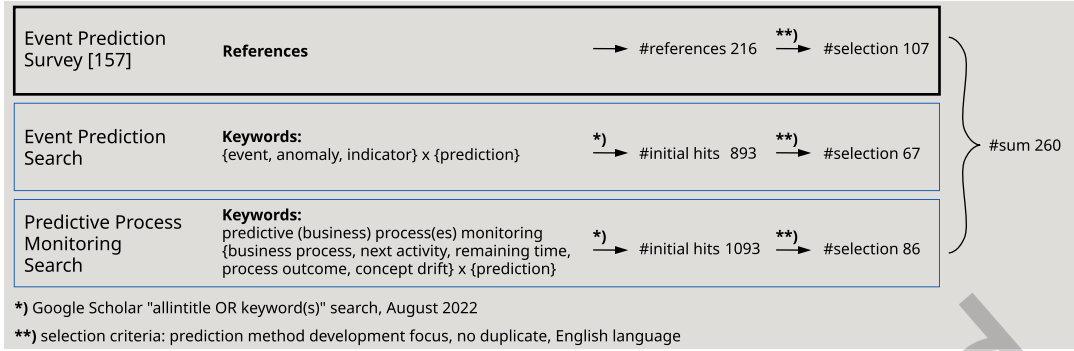 Event Prediction
Survey [157]
References
#references 216
**)
#selection 107
Event Prediction
Search
Keywords:
{event, anomaly, indicator} x {prediction}
*)
#initial hits 893
**)
#selection 67
#sum 260
Predictive Process
Monitoring
Search
Keywords:
predictive (business) process(es) monitoring
{business process, next activity, remaining time,
process outcome, concept drift} x {prediction}
*)
#initial hits 1093
**)
#selection 86
*) Google Scholar "allintitle OR keyword(s)" search, August 2022
**) selection criteria: prediction method development focus, no duplicate, English language